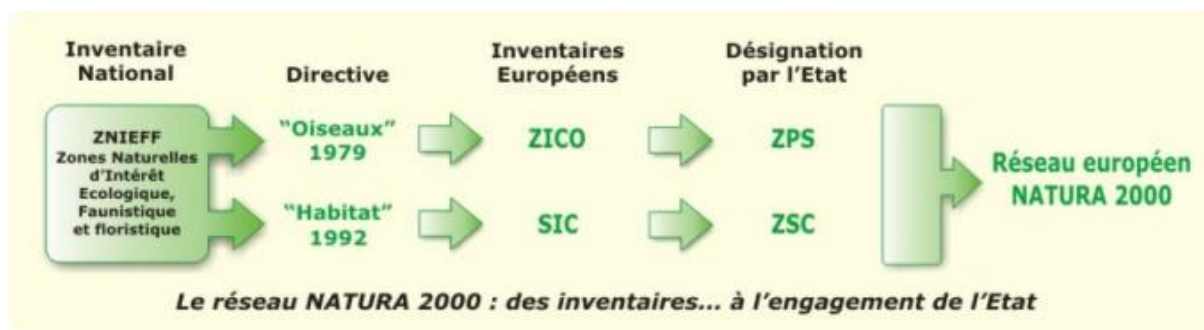 Inventaire
National
Directive
Inventaires
Européens
Désignation
par l'Etat
ZNIEFF
Zones Naturelles
d'Intérêt
Ecologique,
Faunistique
et floristique
"Oiseaux"
1979
ZICO
ZPS
"Habitat"
1992
SIC
ZSC
Réseau européen
NATURA 2000
Le réseau NATURA 2000 : des inventaires... à l'engagement de l'Etat